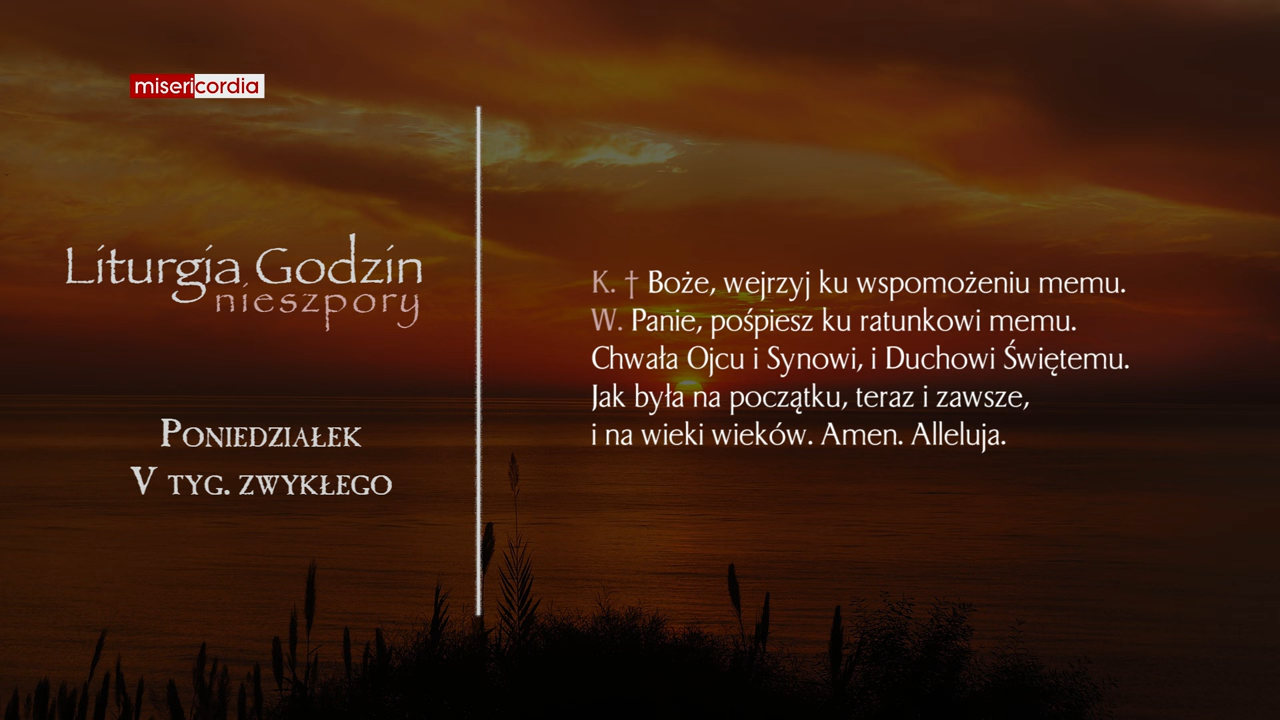 misericordia
Liturgia Godzin
nieszpory
Poniedziałek
V tyg. zwykłego
K. † Boże, wejrzyj ku wspomożeniu memu.
W. Panie, pośpiesz ku ratunkowi memu.
Chwała Ojcu i Synowi, i Duchowi Świętemu.
Jak była na początku, teraz i zawsze,
i na wieki wieków. Amen. Alleluja.